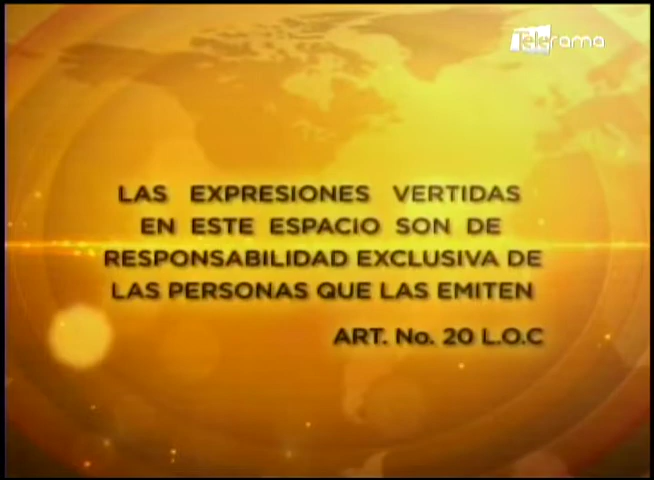 Telerama
LAS EXPRESIONES VERTIDAS
EN ESTE ESPACIO SON DE
RESPONSABILIDAD EXCLUSIVA DE
LAS PERSONAS QUE LAS EMITEN
ART. No. 20 L.O.C